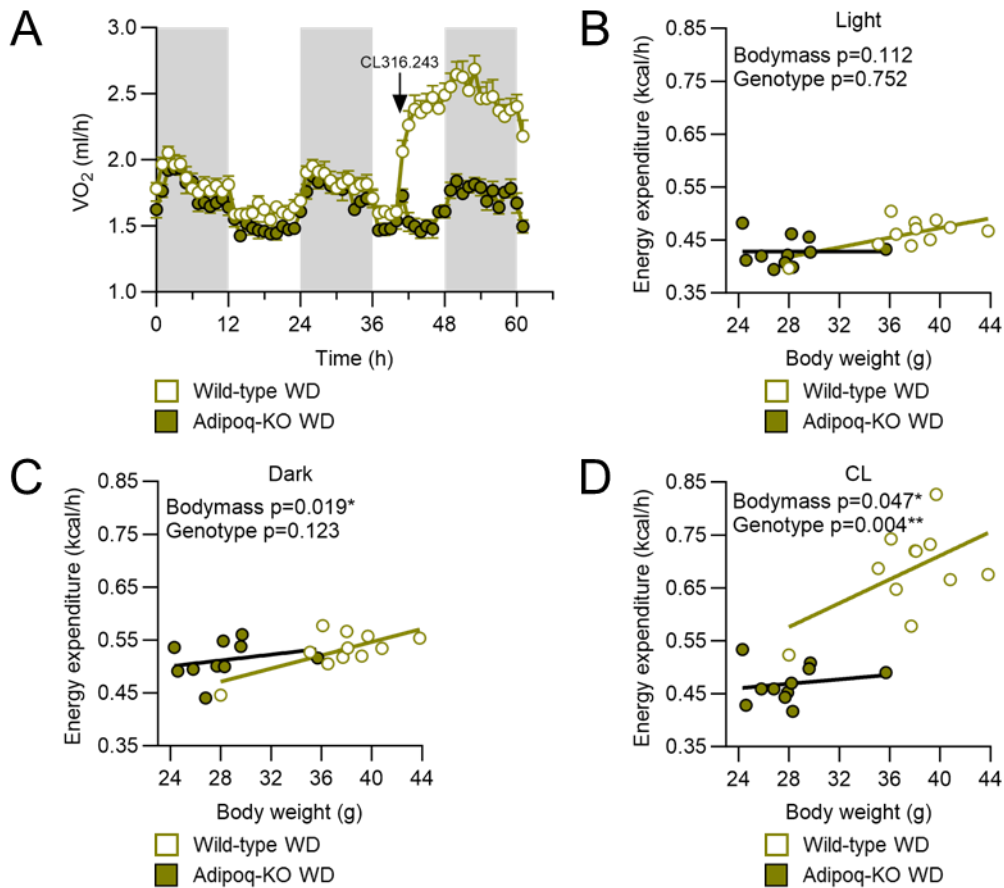 A
3.0
2.5
2.0
1.5
1.0
VO2 (ml/h)
CL316.243
0 12 24 36 48 60
Time (h)
Wild-type WD
Adipoq-KO WD
B
Light
Bodymass p=0.112
Genotype p=0.752
0.85
0.75
0.65
0.55
0.45
0.35
Energy expenditure (kcal/h)
24 28 32 36 40 44
Body weight (g)
Wild-type WD
Adipoq-KO WD
C
Dark
Bodymass p=0.019*
Genotype p=0.123
0.85
0.75
0.65
0.55
0.45
0.35
Energy expenditure (kcal/h)
24 28 32 36 40 44
Body weight (g)
Wild-type WD
Adipoq-KO WD
D
CL
Bodymass p=0.047*
Genotype p=0.004**
0.85
0.75
0.65
0.55
0.45
0.35
Energy expenditure (kcal/h)
24 28 32 36 40 44
Body weight (g)
Wild-type WD
Adipoq-KO WD